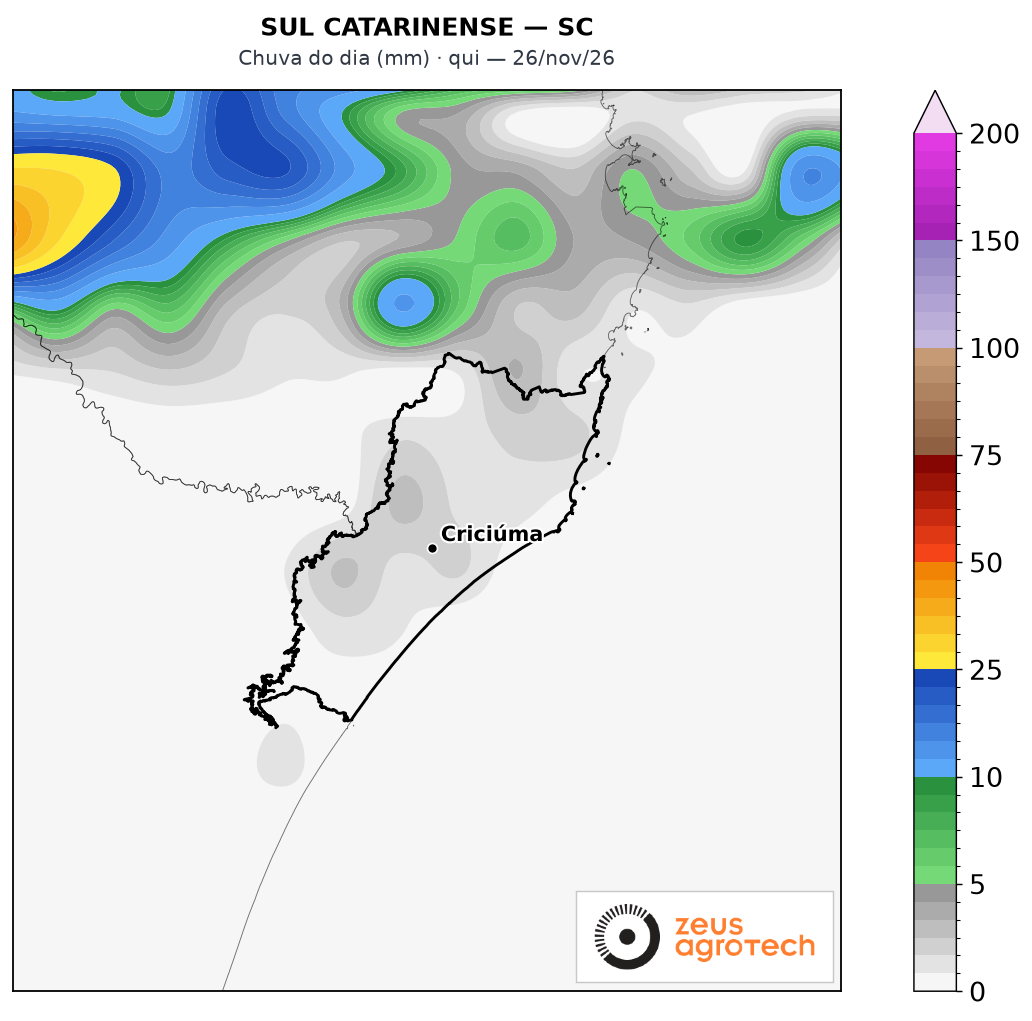 SUL CATARINENSE — SC
Chuva do dia (mm) · qui — 26/nov/26
200
150
100
75
50
25
10
5
0
Criciúma
zeus
agrotech